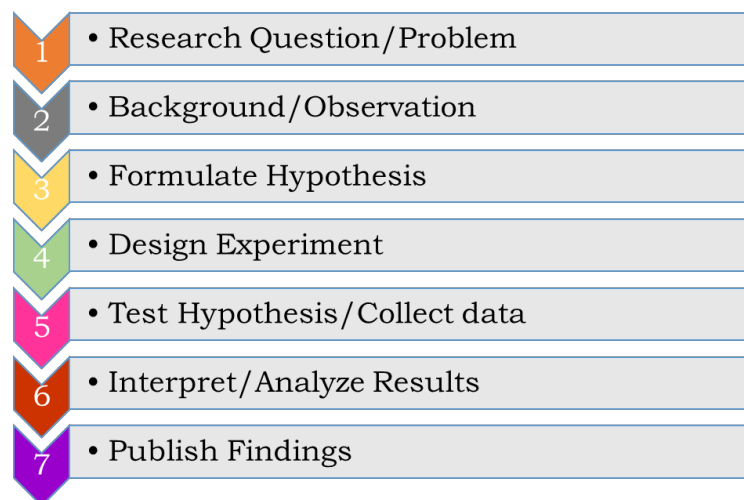 1 • Research Question/Problem
2 • Background/Observation
3 • Formulate Hypothesis
4 • Design Experiment
5 • Test Hypothesis/Collect data
6 • Interpret/Analyze Results
7 • Publish Findings